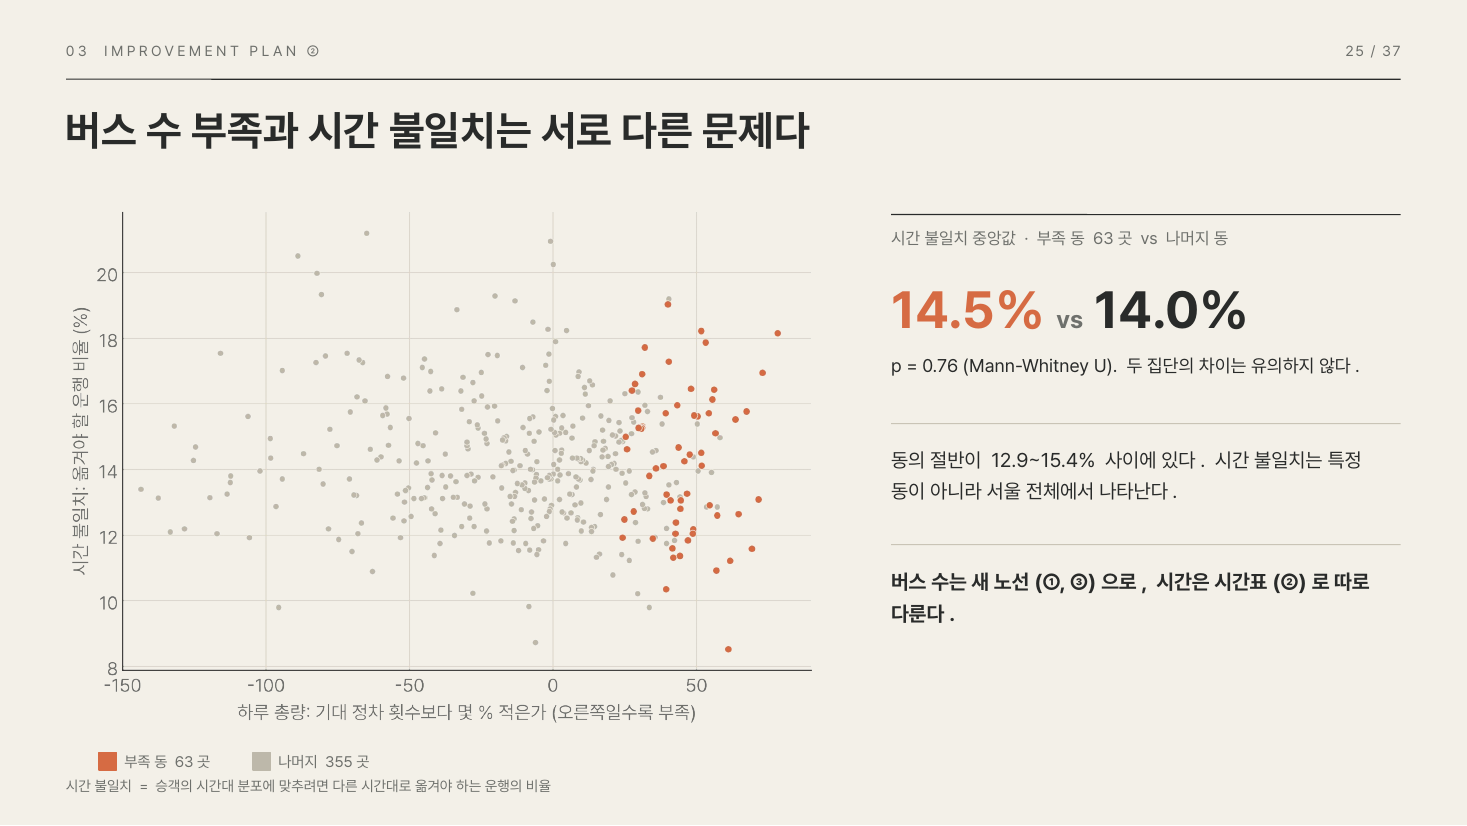 03 IMPROVEMENT PLAN ②
25 / 37
버스 수 부족과 시간 불일치는 서로 다른 문제다
시간 불일치: 옮겨야 할 운행 비율 (%)
20
18
16
14
12
10
8
-150
-100
-50
0
50
하루 총량: 기대 정차 횟수보다 몇 % 적은가 (오른쪽일수록 부족)
부족 동 63 곳
나머지 355 곳
시간 불일치 = 승객의 시간대 분포에 맞추려면 다른 시간대로 옮겨야 하는 운행의 비율
시간 불일치 중앙값 · 부족 동 63 곳 vs 나머지 동
14.5% vs 14.0%
p = 0.76 (Mann-Whitney U). 두 집단의 차이는 유의하지 않다 .
동의 절반이 12.9~15.4% 사이에 있다 . 시간 불일치는 특정
동이 아니라 서울 전체에서 나타난다 .
버스 수는 새 노선 (①, ③) 으로 , 시간은 시간표 (②) 로 따로
다룬다 .